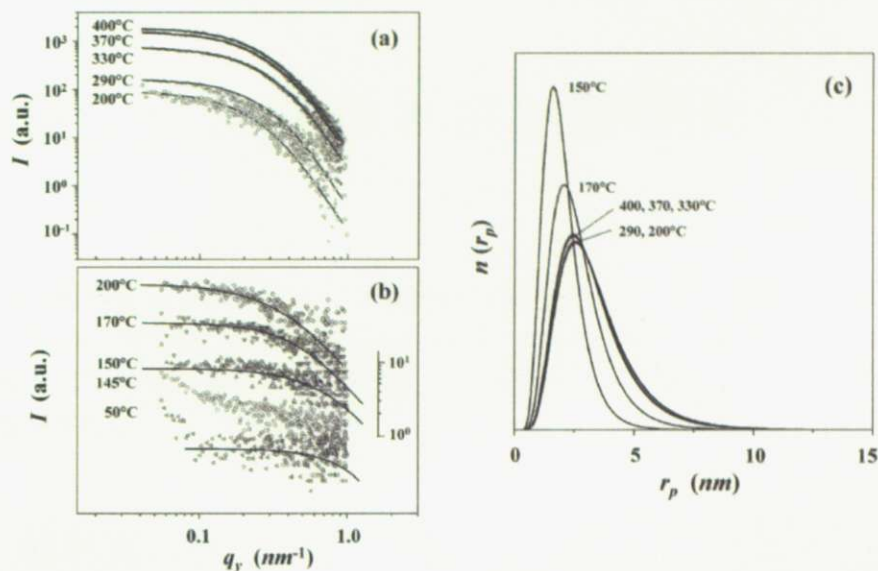 (a)
400°C
370°C
330°C
290°C
200°C
10³
10²
10¹
10⁰
10⁻¹
I (a.u.)
(b)
200°C
170°C
150°C
145°C
50°C
10¹
10⁰
I (a.u.)
0.1
1.0
q_y (nm⁻¹)
(c)
150°C
170°C
400, 370, 330°C
290, 200°C
n (r_p)
0
5
10
15
r_p (nm)